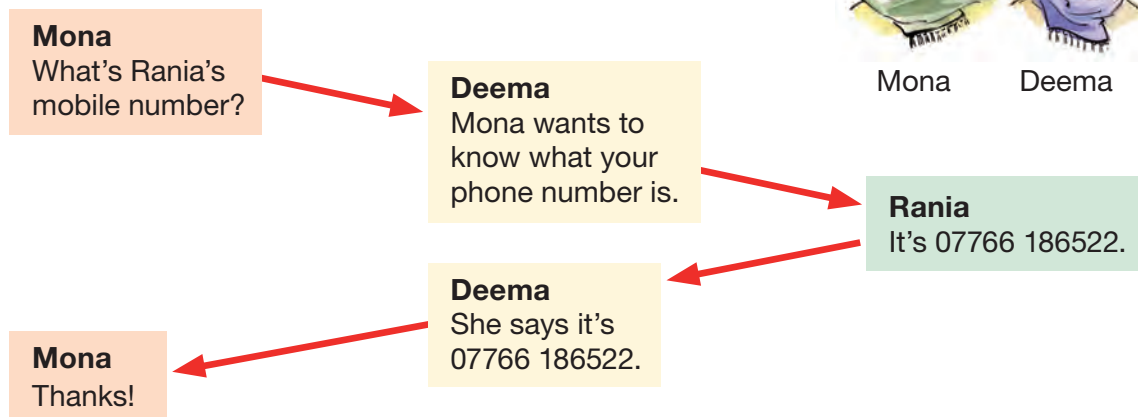 Mona
What's Rania's
mobile number?
Mona Deema
Deema
Mona wants to
know what your
phone number is.
Rania
It's 07766 186522.
Deema
She says it's
07766 186522.
Mona
Thanks!